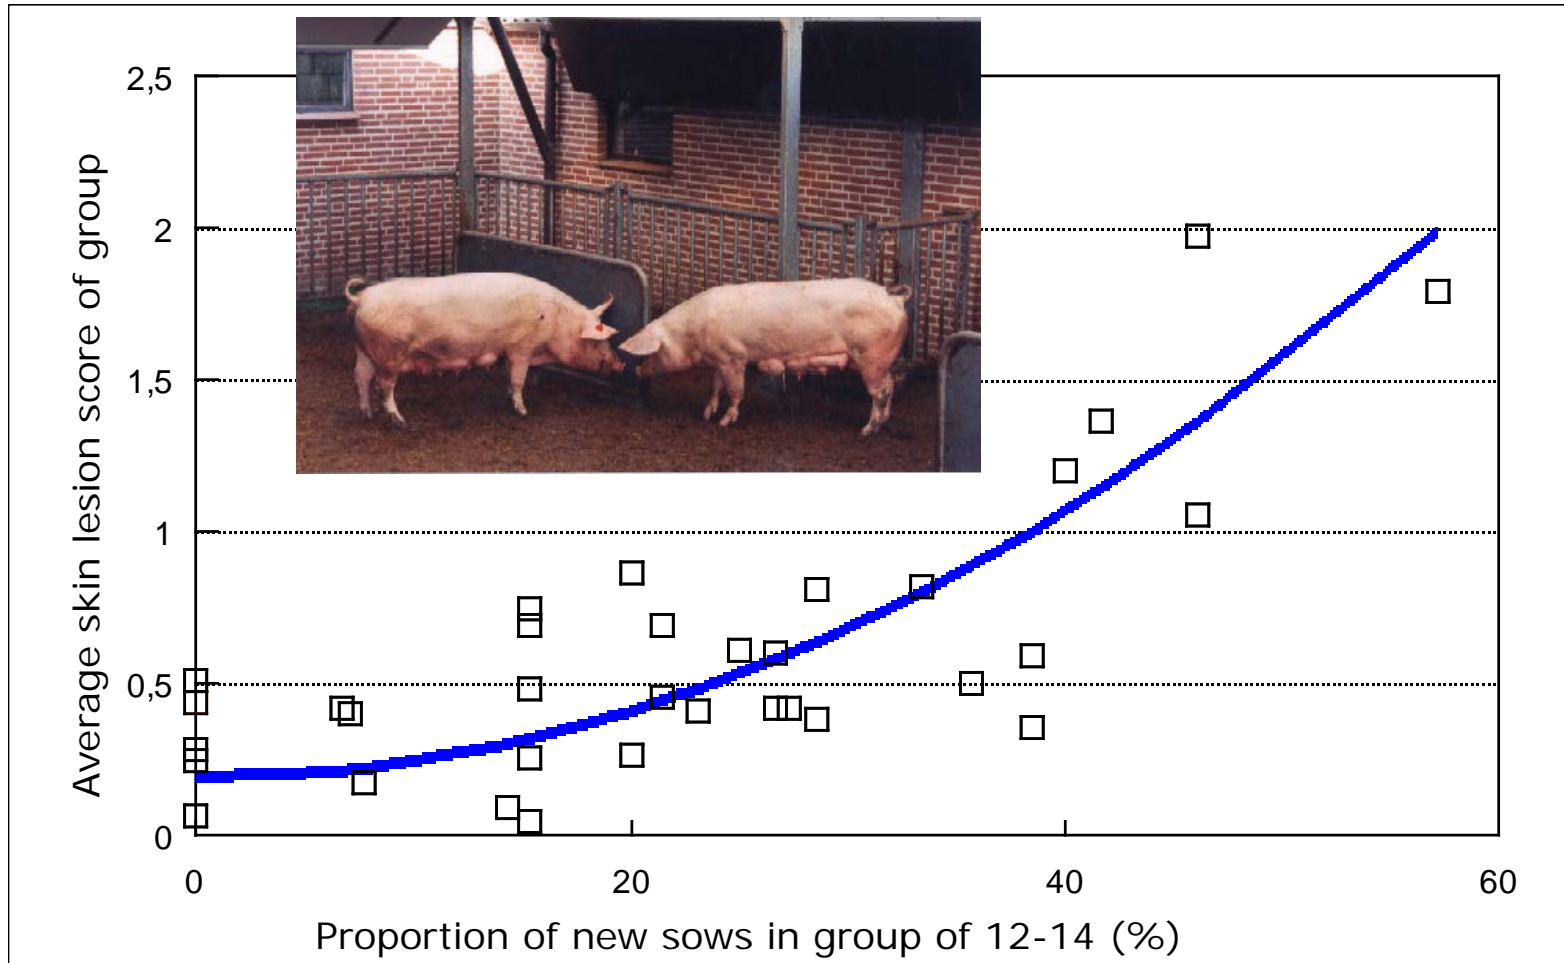 2,5
2
1,5
1
0,5
0
Average skin lesion score of group
0 20 40 60
Proportion of new sows in group of 12-14 (%)